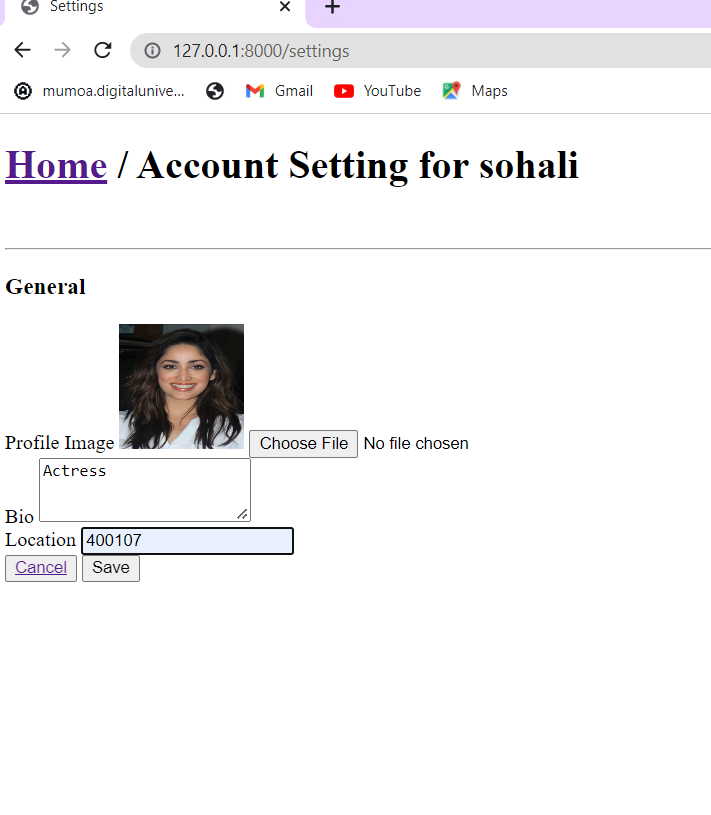 Settings
127.0.0.1:8000/settings
mumoa.digitalunive... Gmail YouTube Maps
Home / Account Setting for sohali
General
Profile Image Choose File No file chosen
Bio Actress
Location 400107
Cancel Save